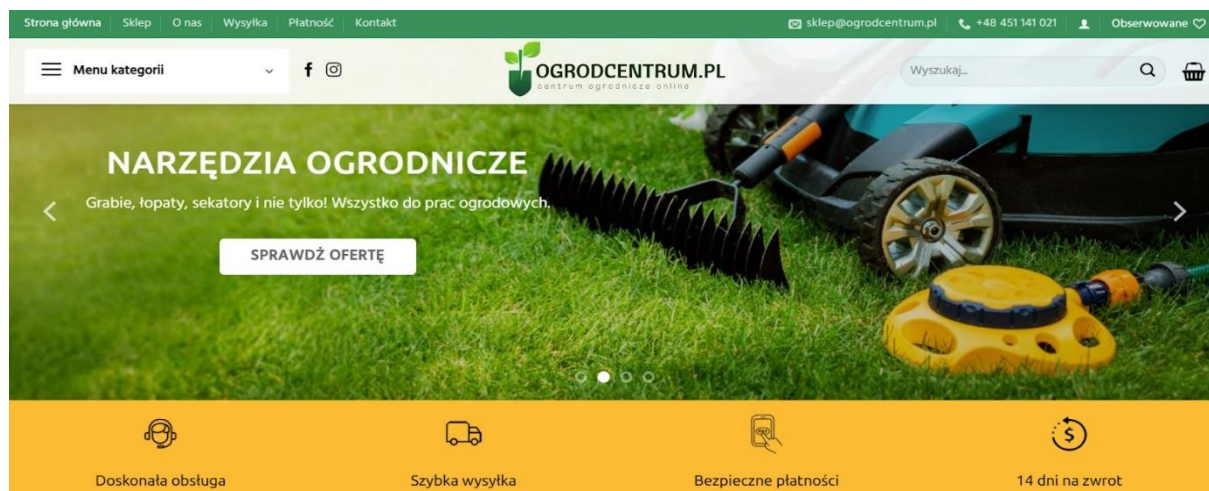 Strona główna Sklep O nas Wysyłka Płatność Kontakt sklep@ogrodcentrum.pl +48 451 141 021 Obserwowane
Menu kategorii OGRODCENTRUM.PL Wyszukaj...
centrum ogrodnicze online
NARZĘDZIA OGRODNICZE
Grabie, łopaty, sekatory i nie tylko! Wszystko do prac ogrodowych.
SPRAWDŹ OFERTĘ
Doskonała obsługa Szybka wysyłka Bezpieczne płatności 14 dni na zwrot